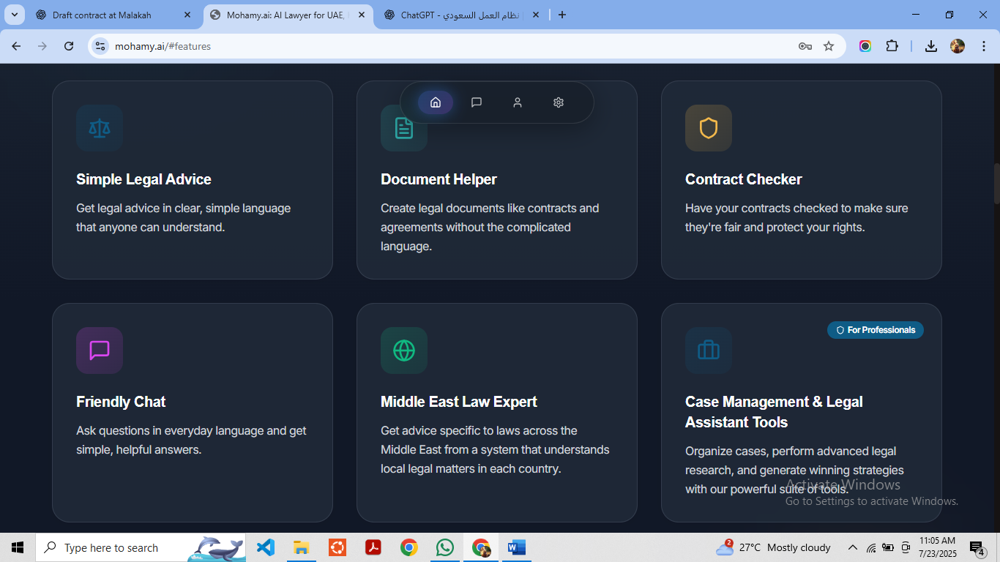 Draft contract at Malakah
Mohamy.ai: AI Lawyer for UAE,
ChatGPT - نظام العمل السعودي
mohamy.ai/#features
Simple Legal Advice
Get legal advice in clear, simple language
that anyone can understand.
Document Helper
Create legal documents like contracts and
agreements without the complicated
language.
Contract Checker
Have your contracts checked to make sure
they're fair and protect your rights.
Friendly Chat
Ask questions in everyday language and get
simple, helpful answers.
Middle East Law Expert
Get advice specific to laws across the
Middle East from a system that understands
local legal matters in each country.
For Professionals
Case Management & Legal
Assistant Tools
Organize cases, perform advanced legal
research, and generate winning strategies
with our powerful suite of tools.
Activate Windows
Go to Settings to activate Windows.
Type here to search
2
27°C Mostly cloudy
11:05 AM
7/23/2025
4